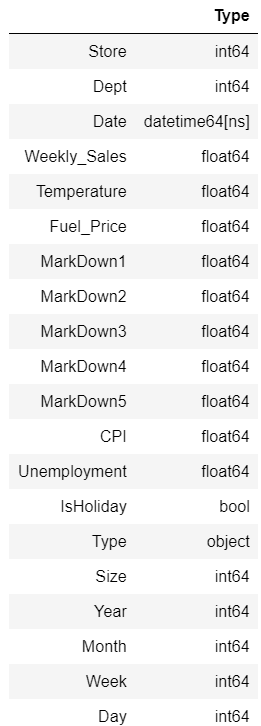 Type
Store int64
Dept int64
Date datetime64[ns]
Weekly_Sales float64
Temperature float64
Fuel_Price float64
MarkDown1 float64
MarkDown2 float64
MarkDown3 float64
MarkDown4 float64
MarkDown5 float64
CPI float64
Unemployment float64
IsHoliday bool
Type object
Size int64
Year int64
Month int64
Week int64
Day int64